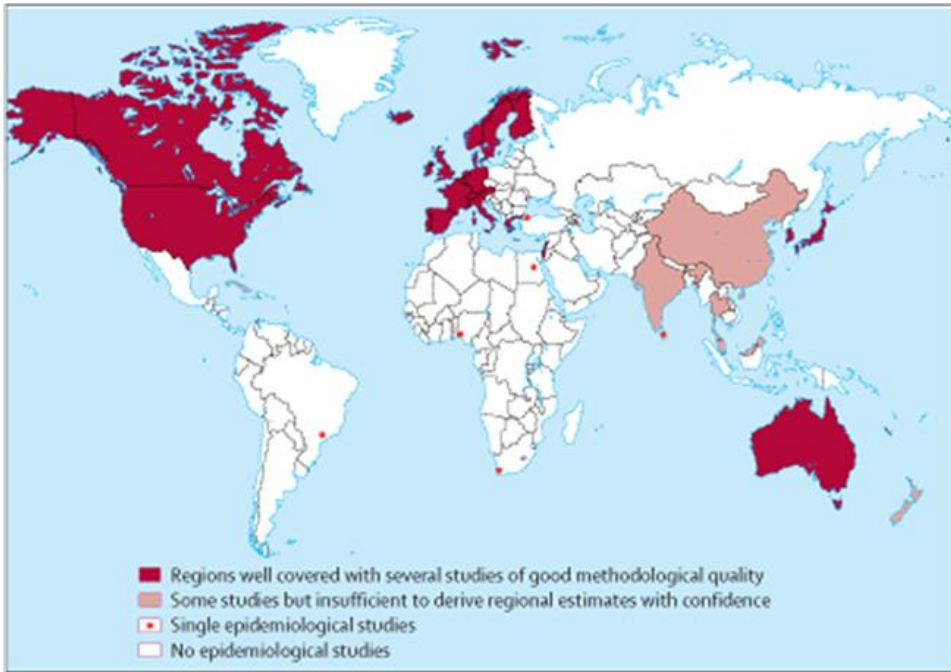 Regions well covered with several studies of good methodological quality
Some studies but insufficient to derive regional estimates with confidence
Single epidemiological studies
No epidemiological studies